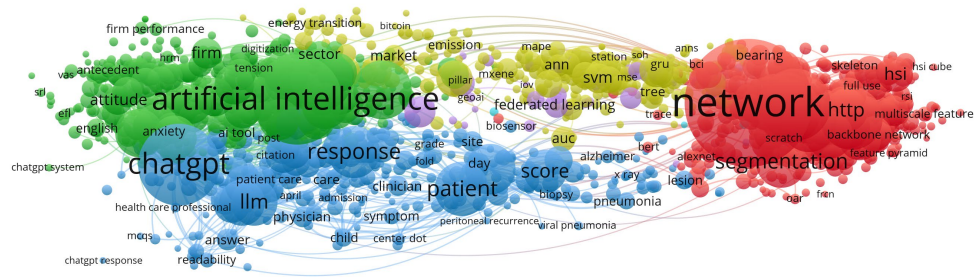 energy transition
bitcoin
firm performance
emission
mape
anns
bearing
hrm
firm
digitization
sector
market
station
soh
tension
ann
gru
bci
skeleton
hsi cube
vas
antecedent
pillar
mxene
svm
mse
hsi
full use
srl
iov
tree
rsi
attitude
artificial intelligence
geoai
federated learning
network
http
multiscale feature
efl
trace
english
anxiety
ai tool
post
biosensor
scratch
backbone network
grade
site
auc
bert
citation
response
fold
day
alzheimer
alexnet
segmentation
feature pyramid
chatgpt system
chatgpt
patient care
care
clinician
patient
score
x ray
lesion
april
admission
biopsy
pneumonia
oar
frcn
health care professional
llm
physician
symptom
peritoneal recurrence
viral pneumonia
mcqs
answer
child
center dot
chatgpt response
readability